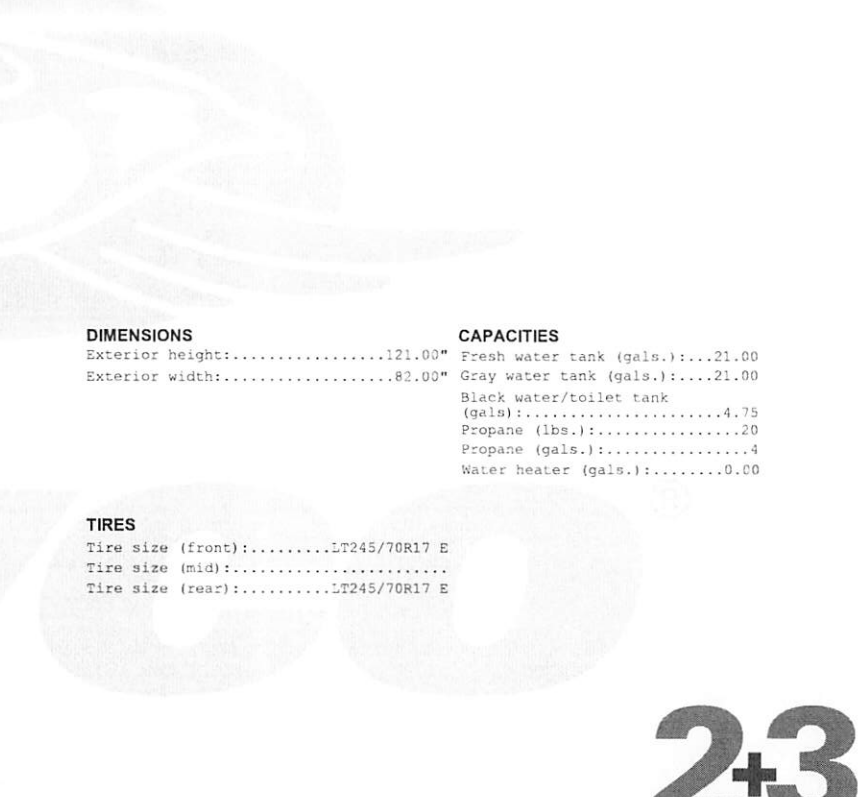 DIMENSIONS
Exterior height:.................121.00"
Exterior width:...................82.00"
CAPACITIES
Fresh water tank (gals.):...21.00
Gray water tank (gals.):....21.00
Black water/toilet tank
(gals):......................4.75
Propane (lbs.):................20
Propane (gals.):................4
Water heater (gals.):........0.00
TIRES
Tire size (front):.........LT245/70R17 E
Tire size (mid):........................
Tire size (rear):..........LT245/70R17 E
yco ®
2+3